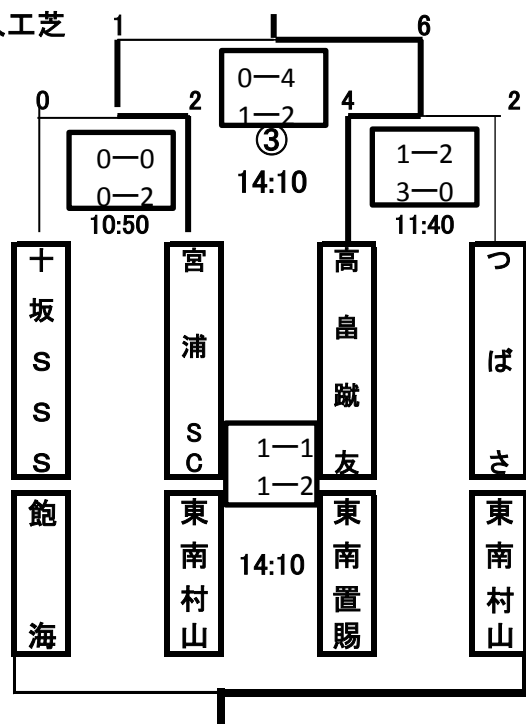 人工芝 1 6
0—4
1—2
③
14:10
0 2 4 2
0—0
0—2
10:50
1—2
3—0
11:40
十坂SSS
宮浦SC
高畠蹴友
つばさ
1—1
1—2
14:10
飽海
東南村山
東南置賜
東南村山